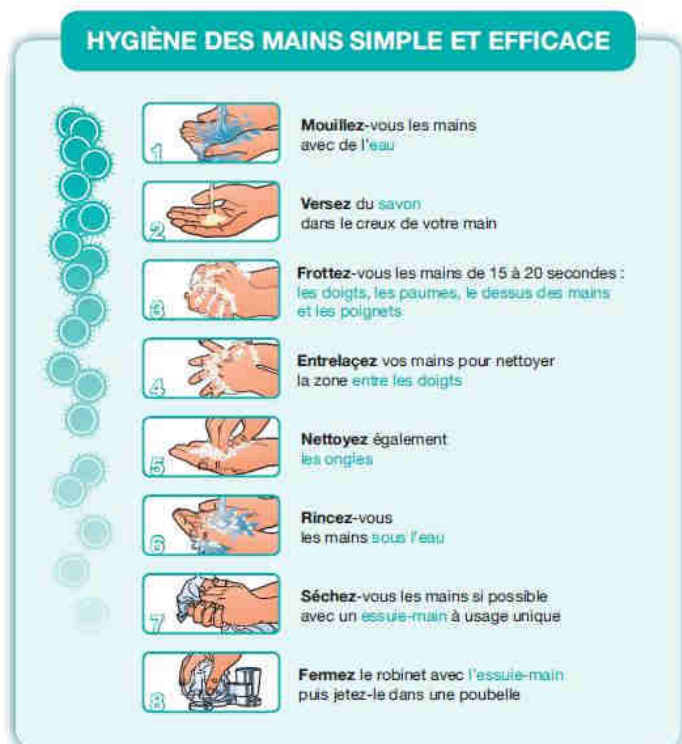 HYGIÈNE DES MAINS SIMPLE ET EFFICACE
1
Mouillez-vous les mains
avec de l'eau
2
Versez du savon
dans le creux de votre main
3
Frottez-vous les mains de 15 à 20 secondes :
les doigts, les paumes, le dessus des mains
et les poignets
4
Entrelaçez vos mains pour nettoyer
la zone entre les doigts
5
Nettoyez également
les ongles
6
Rincez-vous
les mains sous l'eau
7
Séchez-vous les mains si possible
avec un essuie-main à usage unique
8
Fermez le robinet avec l'essuie-main
puis jetez-le dans une poubelle